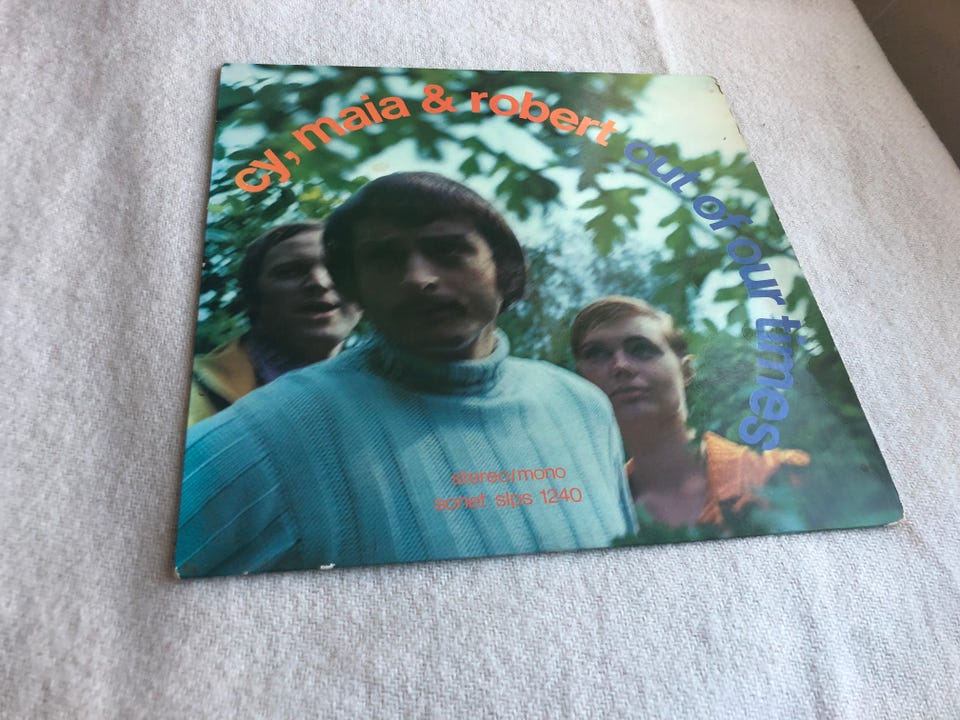 cy, maia & robert
out of our times
stereo/mono
sonet slps 1240